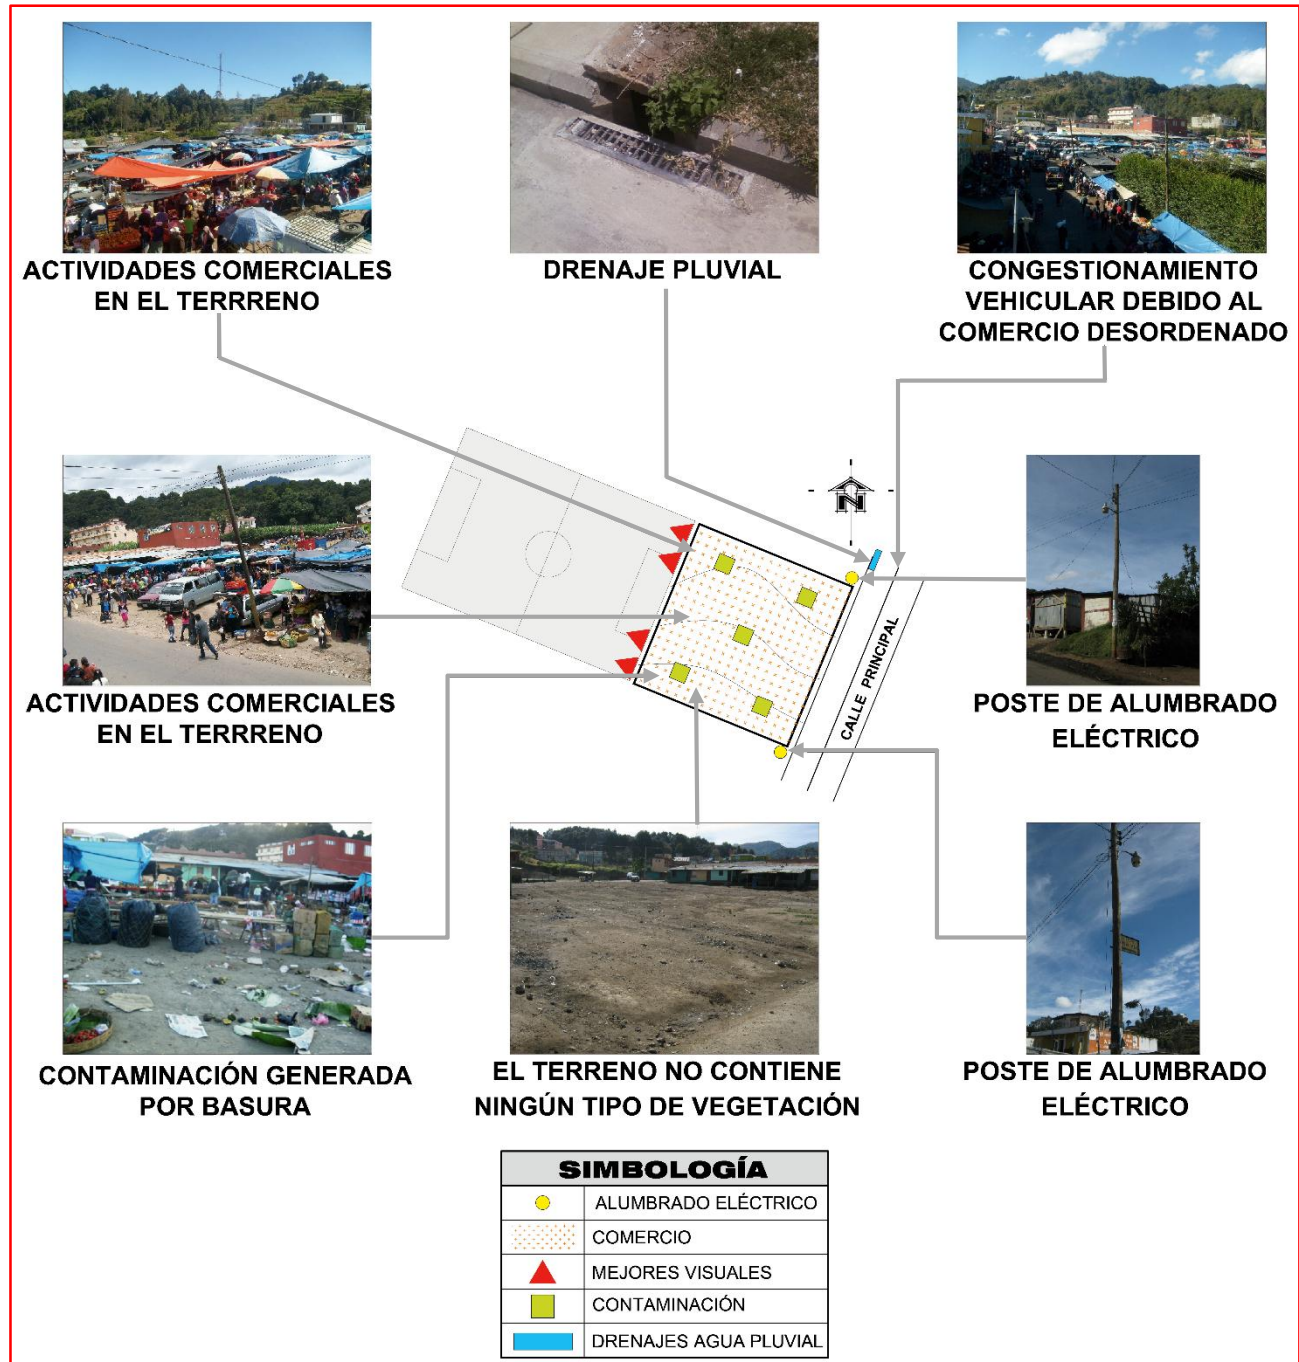 ACTIVIDADES COMERCIALES
EN EL TERRRENO
DRENAJE PLUVIAL
CONGESTIONAMIENTO
VEHICULAR DEBIDO AL
COMERCIO DESORDENADO
N
CALLE PRINCIPAL
ACTIVIDADES COMERCIALES
EN EL TERRRENO
POSTE DE ALUMBRADO
ELÉCTRICO
CONTAMINACIÓN GENERADA
POR BASURA
EL TERRENO NO CONTIENE
NINGÚN TIPO DE VEGETACIÓN
POSTE DE ALUMBRADO
ELÉCTRICO
SIMBOLOGÍA
ALUMBRADO ELÉCTRICO
COMERCIO
MEJORES VISUALES
CONTAMINACIÓN
DRENAJES AGUA PLUVIAL